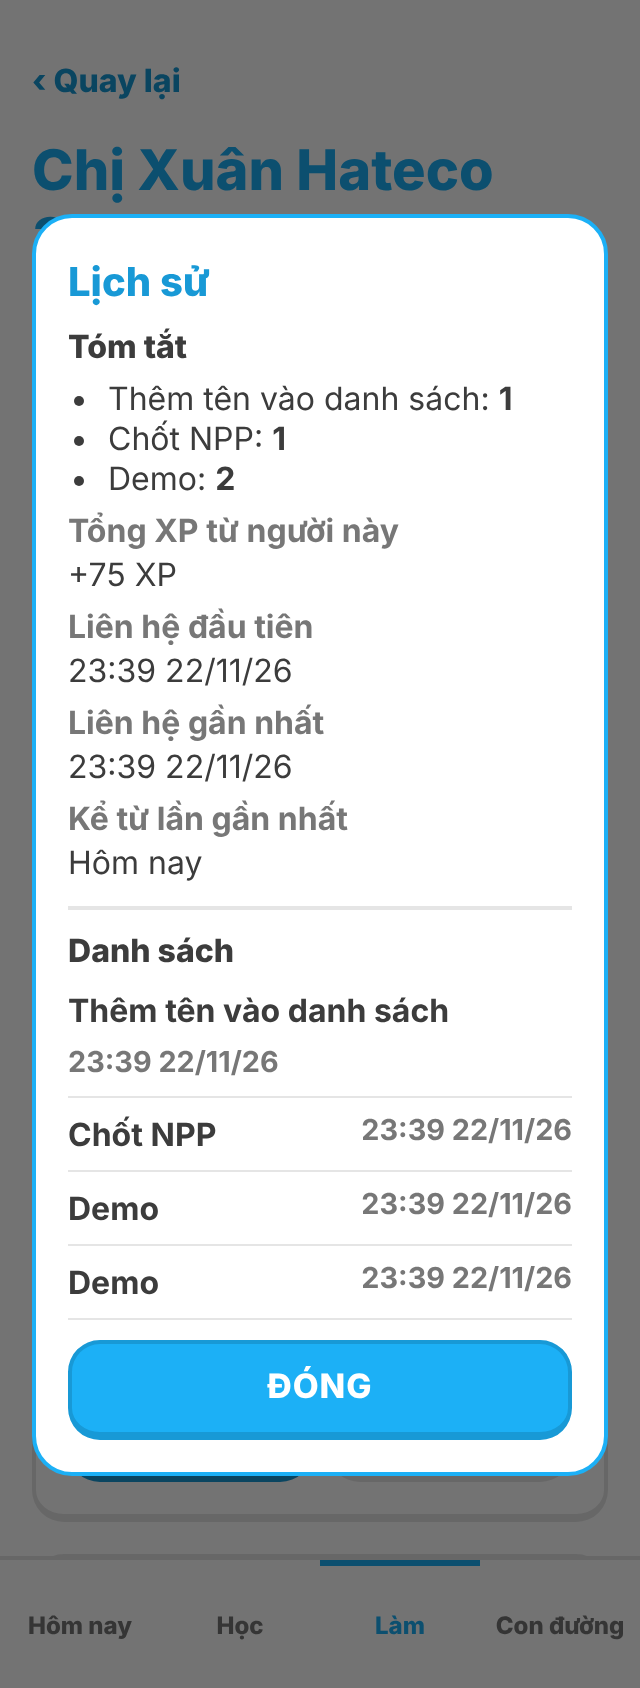 ‹ Quay lại
Chị Xuân Hateco
Lịch sử
Tóm tắt
• Thêm tên vào danh sách: 1
• Chốt NPP: 1
• Demo: 2
Tổng XP từ người này
+75 XP
Liên hệ đầu tiên
23:39 22/11/26
Liên hệ gần nhất
23:39 22/11/26
Kể từ lần gần nhất
Hôm nay
Danh sách
Thêm tên vào danh sách
23:39 22/11/26
Chốt NPP 23:39 22/11/26
Demo 23:39 22/11/26
Demo 23:39 22/11/26
ĐÓNG
Hôm nay Học Làm Con đường